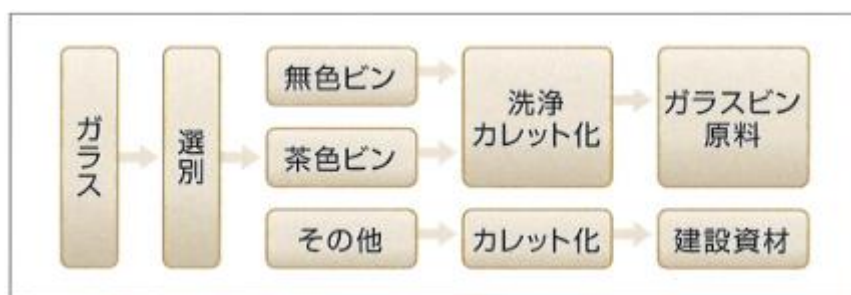 ガラス
選別
無色ビン
茶色ビン
その他
洗浄
カレット化
カレット化
ガラスビン
原料
建設資材